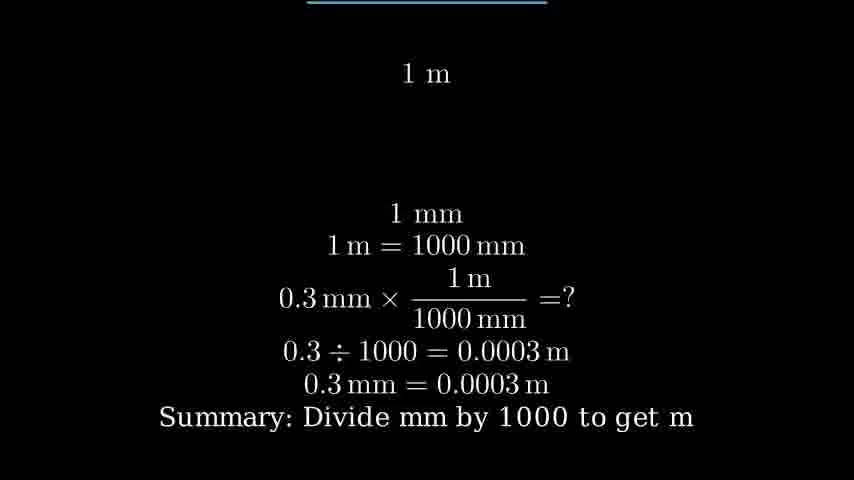 1 m
1 mm
1 m = 1000 mm
0.3 mm × 1 m / 1000 mm =?
0.3 ÷ 1000 = 0.0003 m
0.3 mm = 0.0003 m
Summary: Divide mm by 1000 to get m